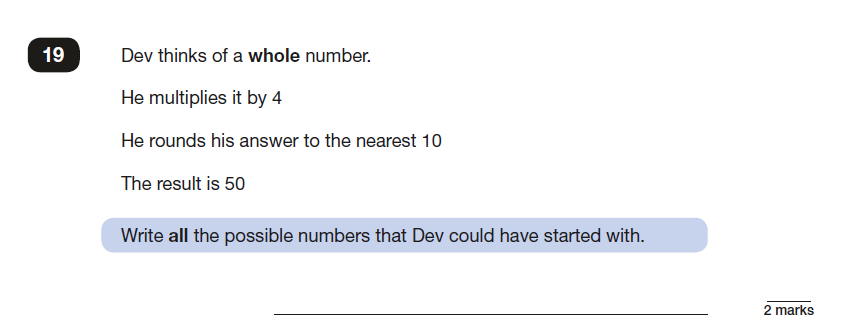 19 Dev thinks of a whole number.
He multiplies it by 4
He rounds his answer to the nearest 10
The result is 50
Write all the possible numbers that Dev could have started with.
2 marks